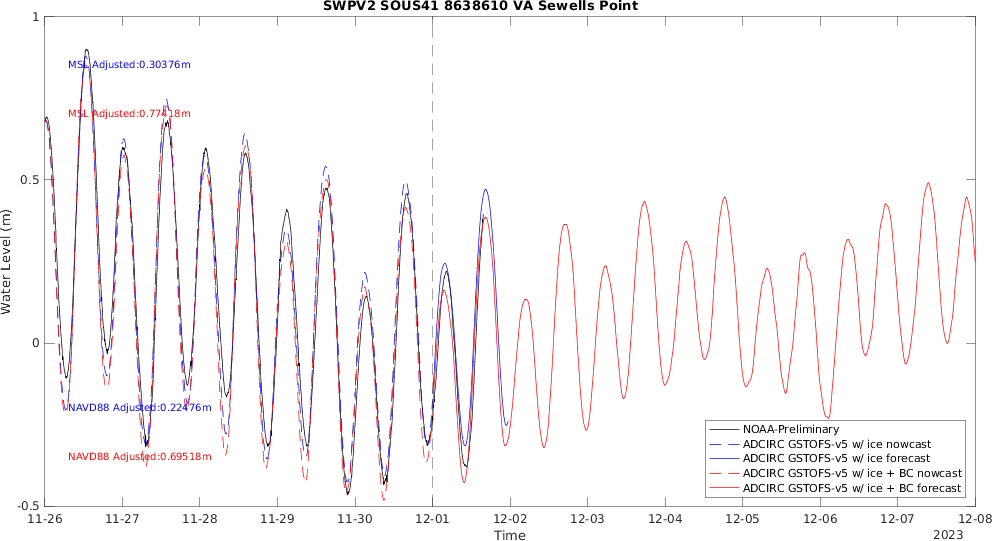 SWPV2 SOUS41 8638610 VA Sewells Point
Water Level (m)
1
0.5
0
-0.5
MSL Adjusted:0.30376m
MSL Adjusted:0.77418m
NAVD88 Adjusted:0.22476m
NAVD88 Adjusted:0.69518m
NOAA-Preliminary
ADCIRC GSTOFS-v5 w/ ice nowcast
ADCIRC GSTOFS-v5 w/ ice forecast
ADCIRC GSTOFS-v5 w/ ice + BC nowcast
ADCIRC GSTOFS-v5 w/ ice + BC forecast
11-26 11-27 11-28 11-29 11-30 12-01 12-02 12-03 12-04 12-05 12-06 12-07 12-08
Time
2023